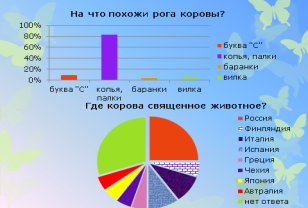 На что похожи рога коровы?
100%
80%
60%
40%
20%
0%
буква "С"
копья, палки
баранки
вилка
буква "С"
копья, палки
баранки
вилка
Где корова священное животное?
Россия
Финляндия
Италия
Испания
Греция
Чехия
Япония
Автралия
нет ответа